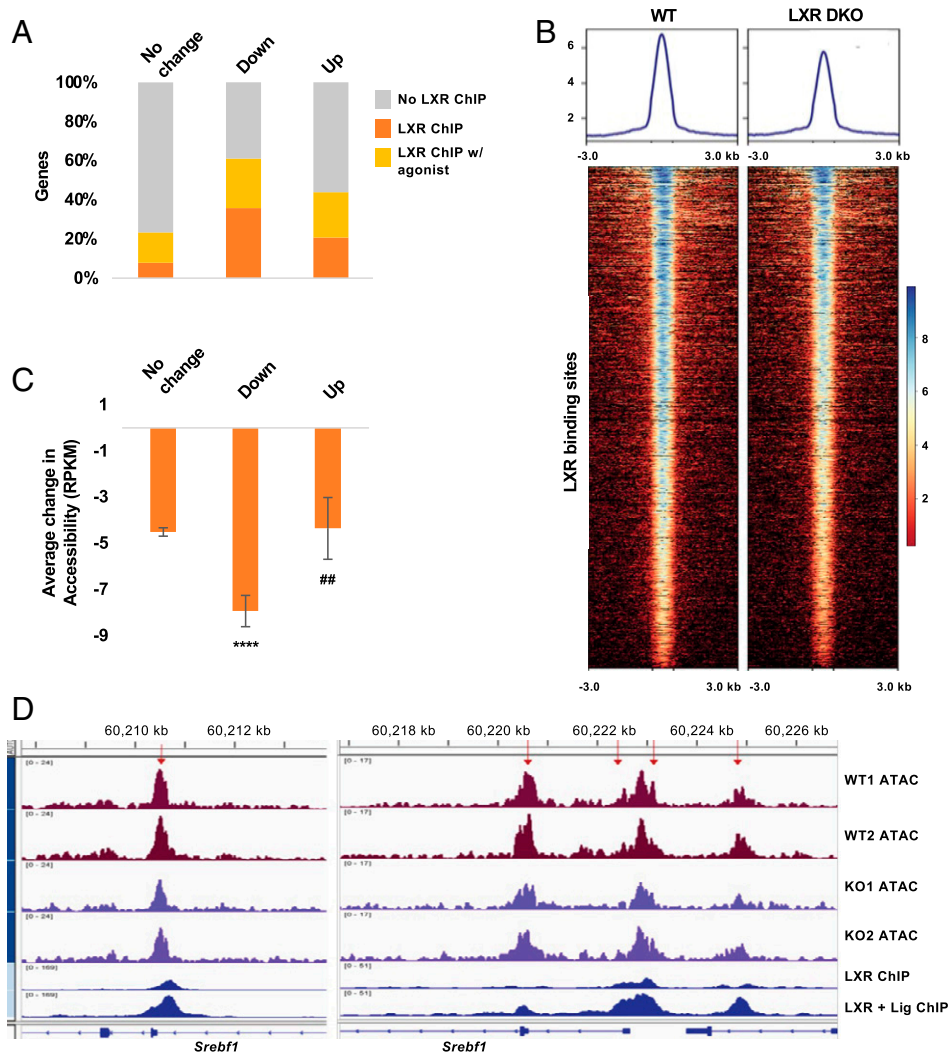 A
No
change
Down
Up
100%
80%
60%
40%
20%
0%
Genes
No LXR ChIP
LXR ChIP
LXR ChIP w/
agonist
B
WT
LXR DKO
6
4
2
-3.0
3.0 kb
-3.0
3.0 kb
LXR binding sites
8
6
4
2
-3.0
3.0 kb
-3.0
3.0 kb
C
No
change
Down
Up
1
-1
-3
-5
-7
-9
Average change in
Accessibility (RPKM)
****
##
D
60,210 kb
60,212 kb
60,218 kb
60,220 kb
60,222 kb
60,224 kb
60,226 kb
[0 - 24]
[0 - 17]
WT1 ATAC
[0 - 24]
[0 - 17]
WT2 ATAC
[0 - 24]
[0 - 17]
KO1 ATAC
[0 - 24]
[0 - 17]
KO2 ATAC
[0 - 169]
[0 - 51]
LXR ChIP
[0 - 169]
[0 - 51]
LXR + Lig ChIP
Srebf1
Srebf1